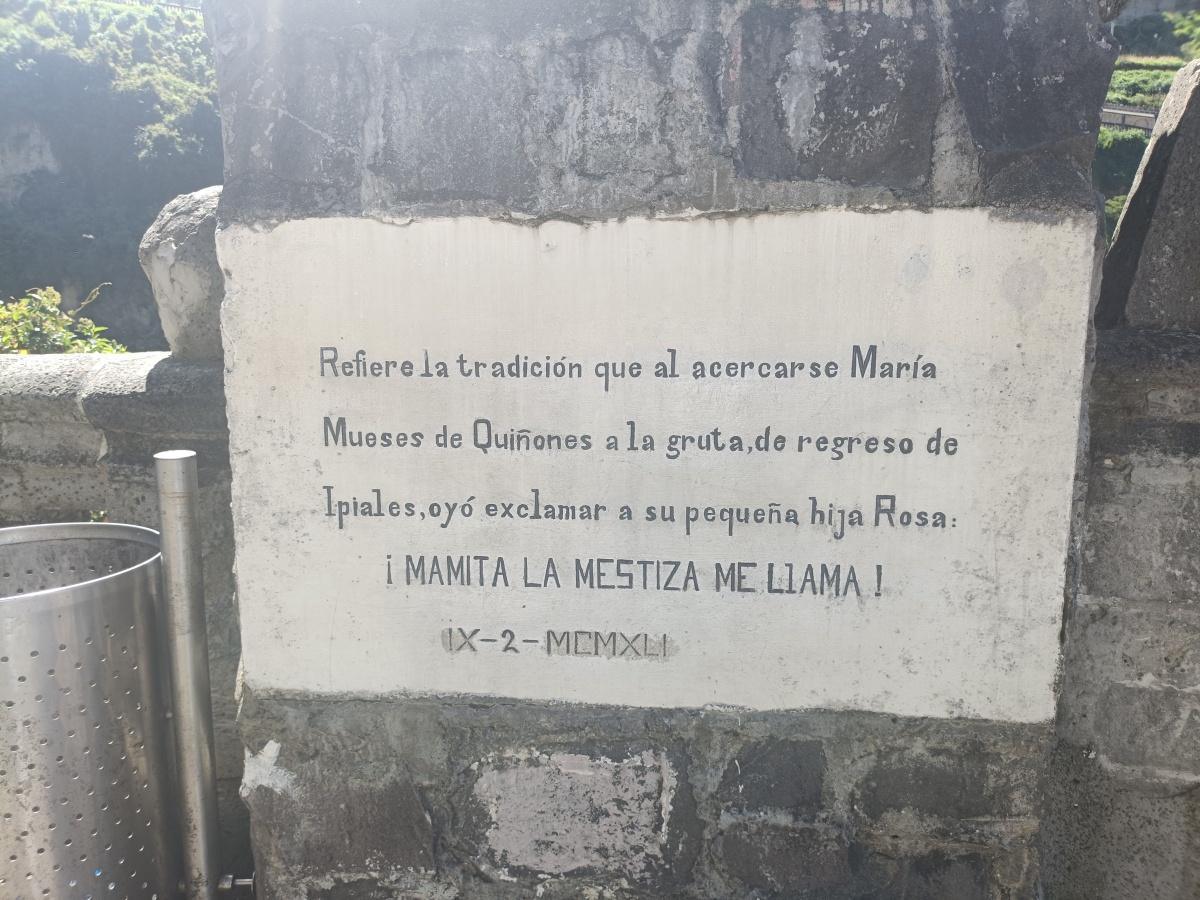 Refiere la tradición que al acercarse María
Mueses de Quiñones a la gruta, de regreso de
Ipiales, oyó exclamar a su pequeña hija Rosa:
¡ MAMITA LA MESTIZA ME LlAMA !
IX-2-MCMXLI